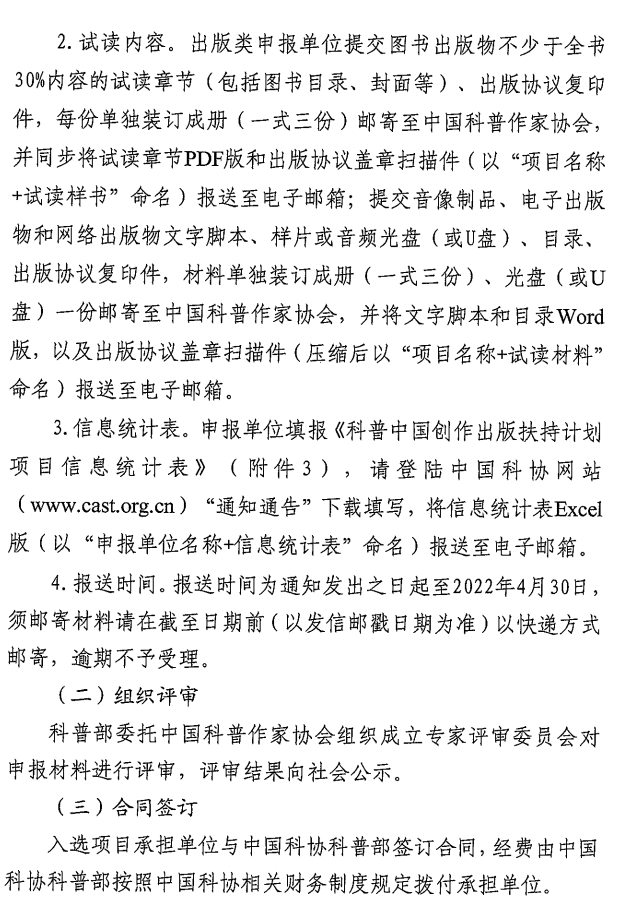 2. 试读内容。出版类申报单位提交图书出版物不少于全书
30%内容的试读章节（包括图书目录、封面等）、出版协议复印
件，每份单独装订成册（一式三份）邮寄至中国科普作家协会，
并同步将试读章节PDF版和出版协议盖章扫描件（以“项目名称
+试读样书”命名）报送至电子邮箱；提交音像制品、电子出版
物和网络出版物文字脚本、样片或音频光盘（或U盘）、目录、
出版协议复印件，材料单独装订成册（一式三份）、光盘（或U
盘）一份邮寄至中国科普作家协会，并将文字脚本和目录Word
版，以及出版协议盖章扫描件（压缩后以“项目名称+试读材料”
命名）报送至电子邮箱。
3. 信息统计表。申报单位填报《科普中国创作出版扶持计划
项目信息统计表》（附件3），请登陆中国科协网站
（www.cast.org.cn）“通知通告”下载填写，将信息统计表Excel
版（以“申报单位名称+信息统计表”命名）报送至电子邮箱。
4. 报送时间。报送时间为通知发出之日起至2022年4月30日，
须邮寄材料请在截至日期前（以发信邮戳日期为准）以快递方式
邮寄，逾期不予受理。
（二）组织评审
科普部委托中国科普作家协会组织成立专家评审委员会对
申报材料进行评审，评审结果向社会公示。
（三）合同签订
入选项目承担单位与中国科协科普部签订合同，经费由中国
科协科普部按照中国科协相关财务制度规定拨付承担单位。